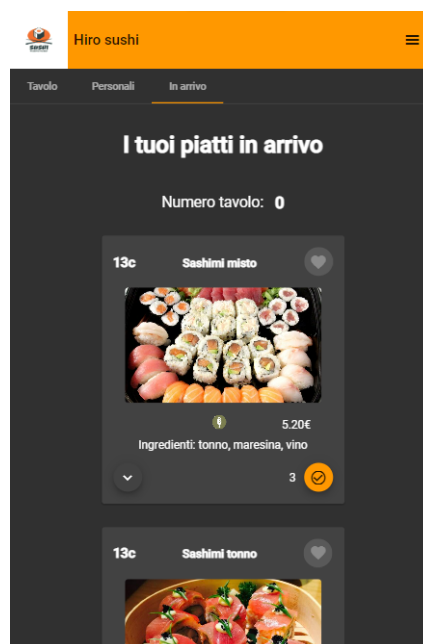 Hiro sushi
Tavolo Personali In arrivo
I tuoi piatti in arrivo
Numero tavolo: 0
13c Sashimi misto
5.20€
Ingredienti: tonno, maresina, vino
3
13c Sashimi tonno